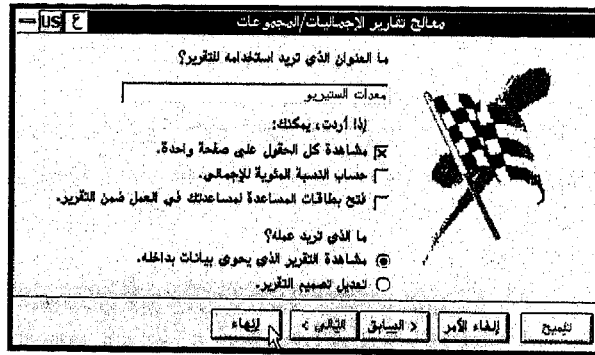 معالج تقارير الإجماليات/المجموعات
ع US
ما العنوان الذي تريد استخدامه للتقرير؟
معدات الستيريو
إذا أردت، يمكنك:
مشاهدة كل الحقول على صفحة واحدة.
حساب النسبة المئوية للإجمالي.
فتح بطاقات المساعدة لمساعدتك في العمل ضمن التقرير.
ما الذي تريد عمله؟
مشاهدة التقرير الذي يحوي بيانات بداخله.
تعديل تصميم التقرير.
تلميح إلغاء الأمر < السابق التالي > إنهاء